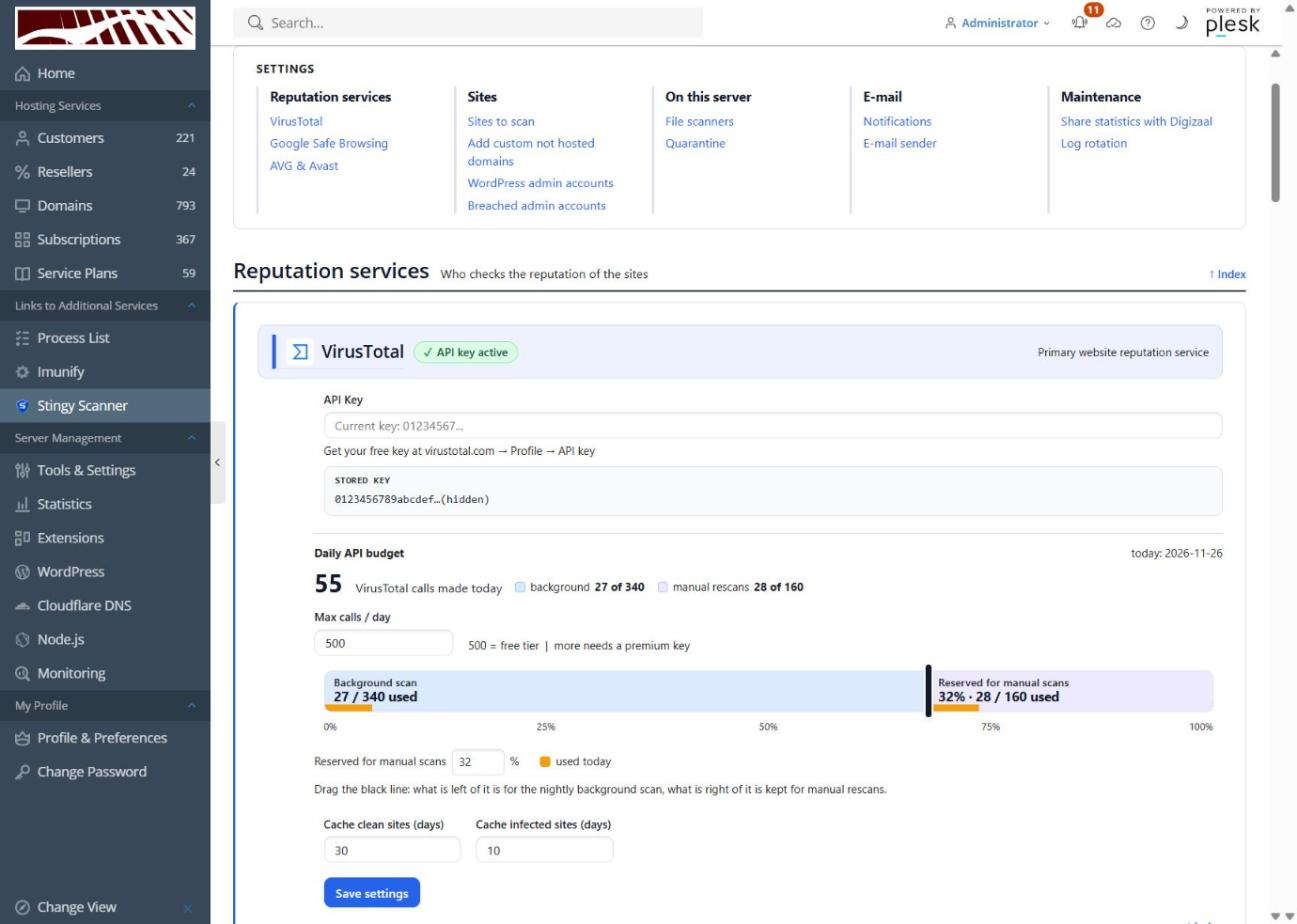 Search...
Administrator
11
POWERED BY
plesk
Home
Hosting Services
Customers 221
Resellers 24
Domains 793
Subscriptions 367
Service Plans 59
Links to Additional Services
Process List
Imunify
Stingy Scanner
Server Management
Tools & Settings
Statistics
Extensions
WordPress
Cloudflare DNS
Node.js
Monitoring
My Profile
Profile & Preferences
Change Password
Change View
SETTINGS
Reputation services
VirusTotal
Google Safe Browsing
AVG & Avast
Sites
Sites to scan
Add custom not hosted
domains
WordPress admin accounts
Breached admin accounts
On this server
File scanners
Quarantine
E-mail
Notifications
E-mail sender
Maintenance
Share statistics with Digizaal
Log rotation
Reputation services Who checks the reputation of the sites ↑ Index
VirusTotal ✓ API key active Primary website reputation service
API Key
Current key: 01234567...
Get your free key at virustotal.com → Profile → API key
STORED KEY
0123456789abcdef…(hidden)
Daily API budget today: 2026-11-26
55 VirusTotal calls made today background 27 of 340 manual rescans 28 of 160
Max calls / day
500 500 = free tier | more needs a premium key
Background scan
27 / 340 used
Reserved for manual scans
32% · 28 / 160 used
0% 25% 50% 75% 100%
Reserved for manual scans 32 % used today
Drag the black line: what is left of it is for the nightly background scan, what is right of it is kept for manual rescans.
Cache clean sites (days) Cache infected sites (days)
30 10
Save settings